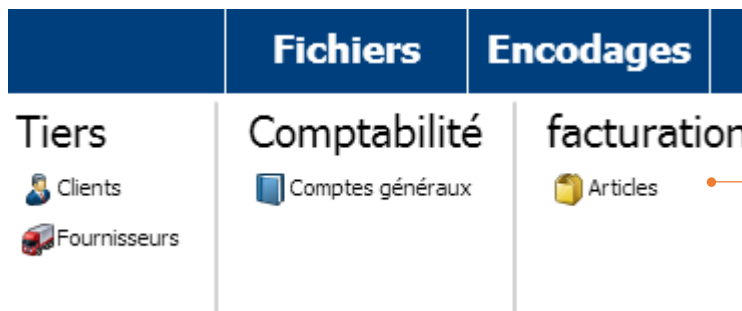 Fichiers Encodages
Tiers
Clients
Fournisseurs
Comptabilité
Comptes généraux
facturation
Articles